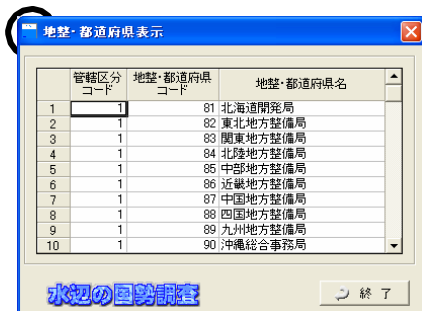 地整・都道府県表示
管轄区分コード 地整・都道府県コード 地整・都道府県名
1 1 81 北海道開発局
2 1 82 東北地方整備局
3 1 83 関東地方整備局
4 1 84 北陸地方整備局
5 1 85 中部地方整備局
6 1 86 近畿地方整備局
7 1 87 中国地方整備局
8 1 88 四国地方整備局
9 1 89 九州地方整備局
10 1 90 沖縄総合事務局
水辺の国勢調査 終 了